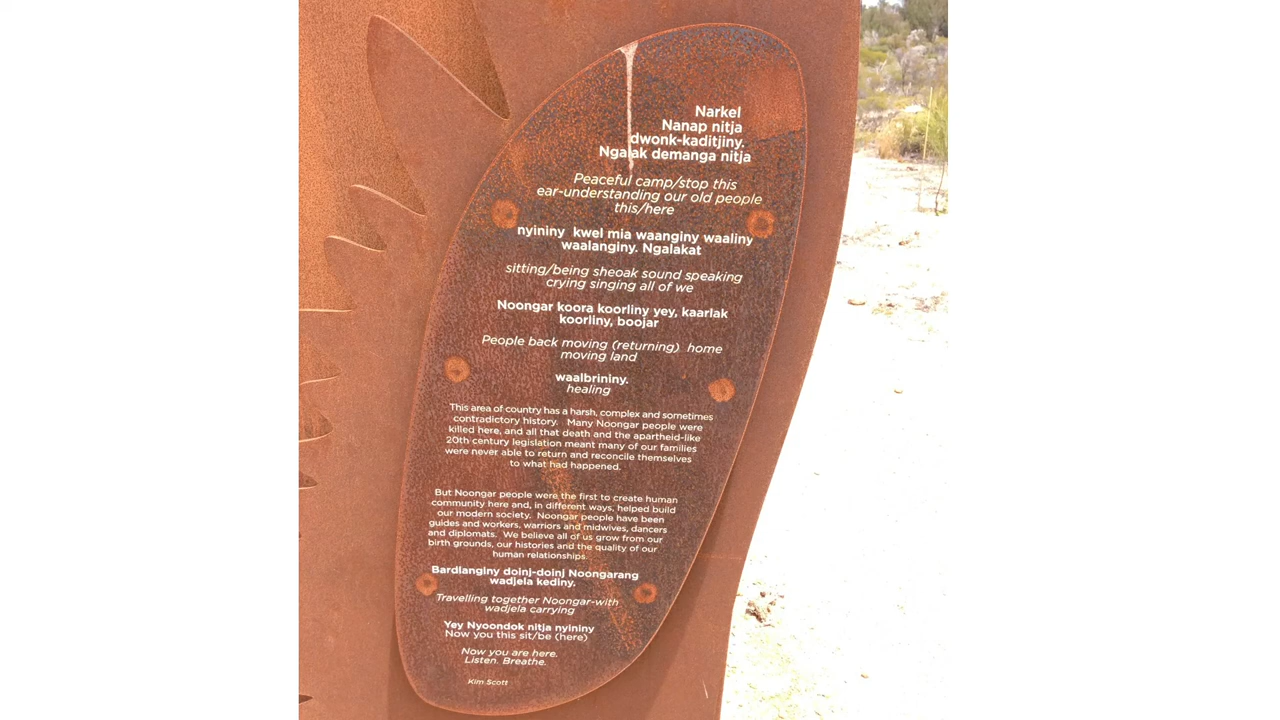 Narkel
Nanap nitja
dwonk-kaditjiny.
Ngalak demanga nitja
Peaceful camp/stop this
ear-understanding our old people
this/here
nyininy kwel mia waanginy waaliny
waalanginy. Ngalakat
sitting/being sheoak sound speaking
crying singing all of we
Noongar koora koorliny yey, kaarlak
koorliny, boojar
People back moving (returning) home
moving land
waalbrininy.
healing
This area of country has a harsh, complex and sometimes
contradictory history. Many Noongar people were
killed here, and all that death and the apartheid-like
20th century legislation meant many of our families
were never able to return and reconcile themselves
to what had happened.
But Noongar people were the first to create human
community here and, in different ways, helped build
our modern society. Noongar people have been
guides and workers, warriors and midwives, dancers
and diplomats. We believe all of us grow from our
birth grounds, our histories and the quality of our
human relationships.
Bardlanginy doinj-doinj Noongarang
wadjela kediny.
Travelling together Noongar-with
wadjela carrying
Yey Nyoondok nitja nyininy
Now you this sit/be (here)
Now you are here.
Listen. Breathe.
Kim Scott